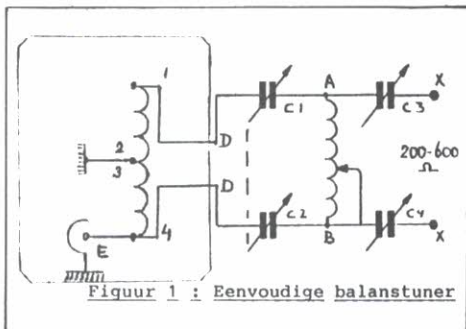 1
C1
A
C3
X
2
D
3
200-600
Ω
D
4
C2
B
C4
X
E
Figuur 1 : Eenvoudige balanstuner